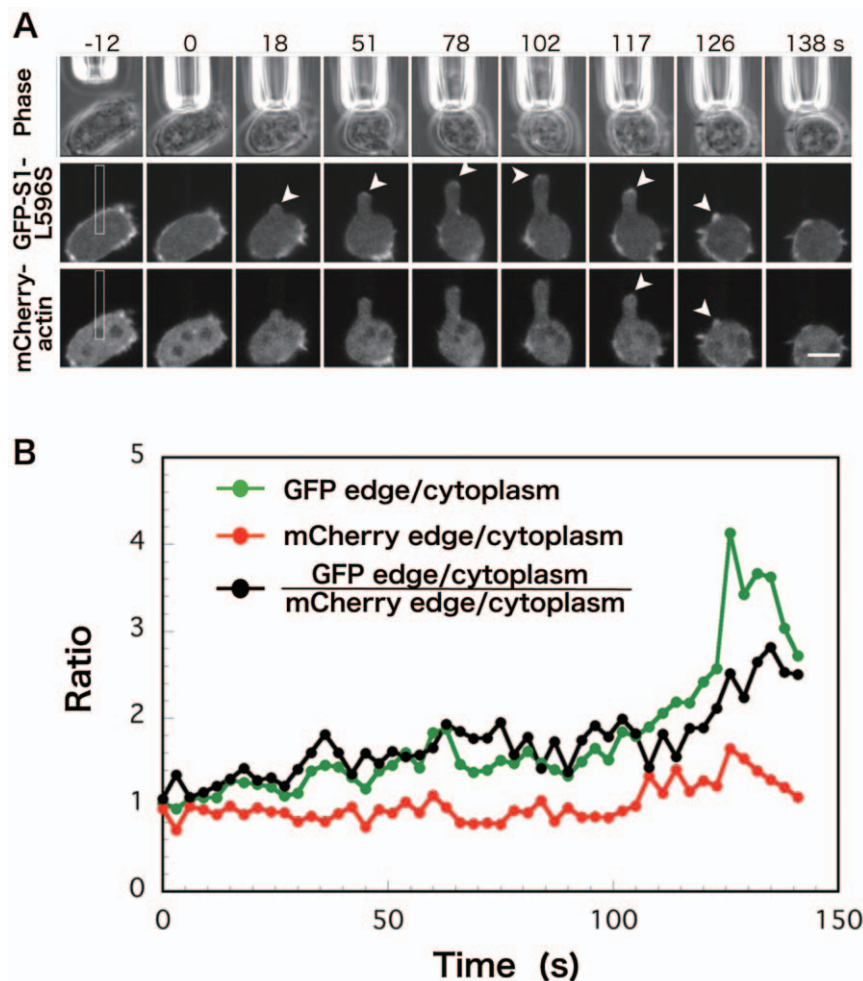 A
-12 0 18 51 78 102 117 126 138 s
Phase
GFP-S1-
L596S
mCherry-
actin
B
5
4
3
2
1
0
Ratio
GFP edge/cytoplasm
mCherry edge/cytoplasm
GFP edge/cytoplasm
mCherry edge/cytoplasm
0 50 100 150
Time (s)